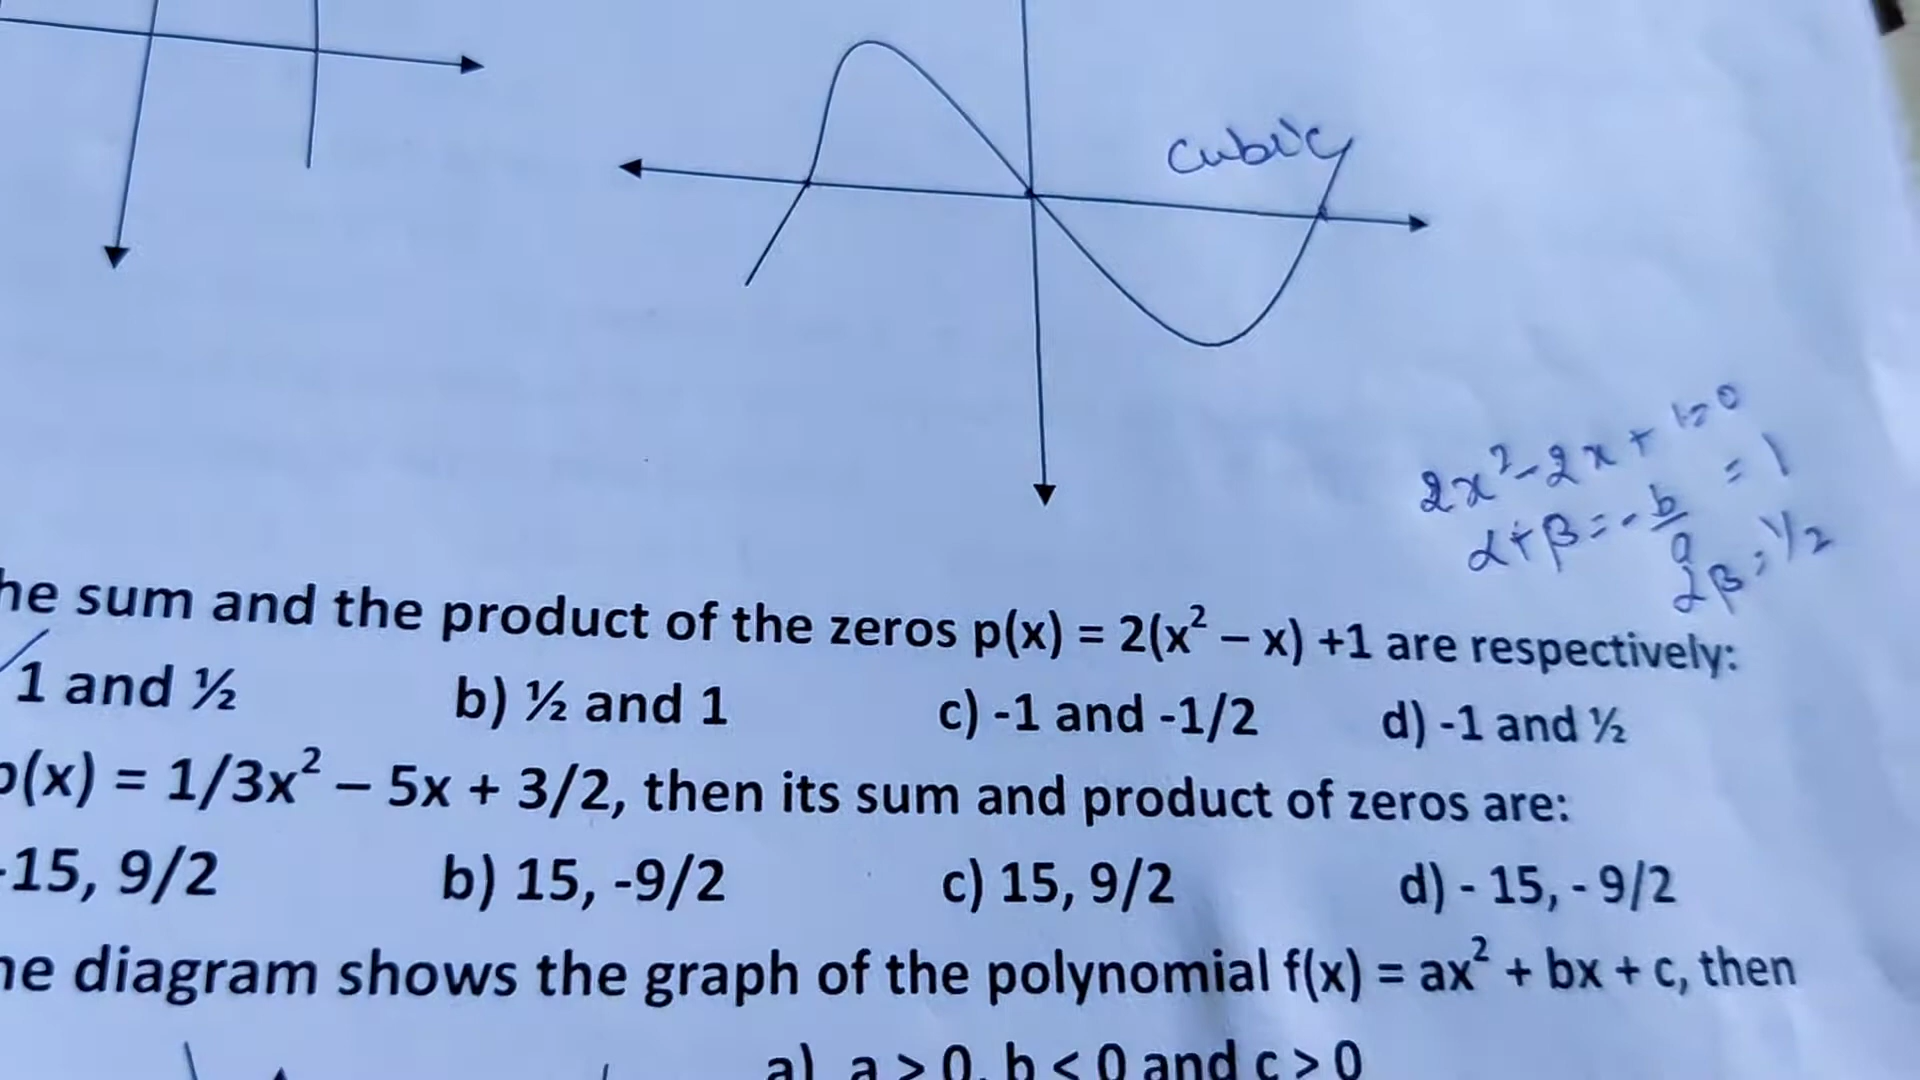 cubic
2x² - 2x + 1 = 0
α + β = - b/a = 1
αβ = 1/2
he sum and the product of the zeros p(x) = 2(x² – x) +1 are respectively:
1 and ½ b) ½ and 1 c) -1 and -1/2 d) -1 and ½
p(x) = 1/3x² – 5x + 3/2, then its sum and product of zeros are:
-15, 9/2 b) 15, -9/2 c) 15, 9/2 d) - 15, - 9/2
he diagram shows the graph of the polynomial f(x) = ax² + bx + c, then
a) a > 0, b < 0 and c > 0